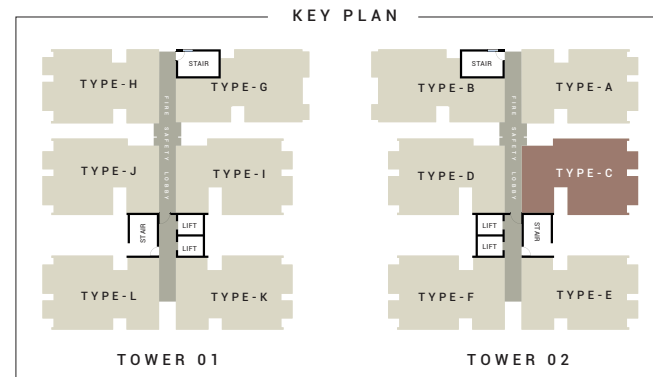 KEY PLAN
STAIR
TYPE-H
TYPE-G
FIRE SAFETY LOBBY
TYPE-J
TYPE-I
STAIR
LIFT
LIFT
TYPE-L
TYPE-K
TOWER 01
STAIR
TYPE-B
TYPE-A
FIRE SAFETY LOBBY
TYPE-D
TYPE-C
LIFT
LIFT
STAIR
TYPE-F
TYPE-E
TOWER 02